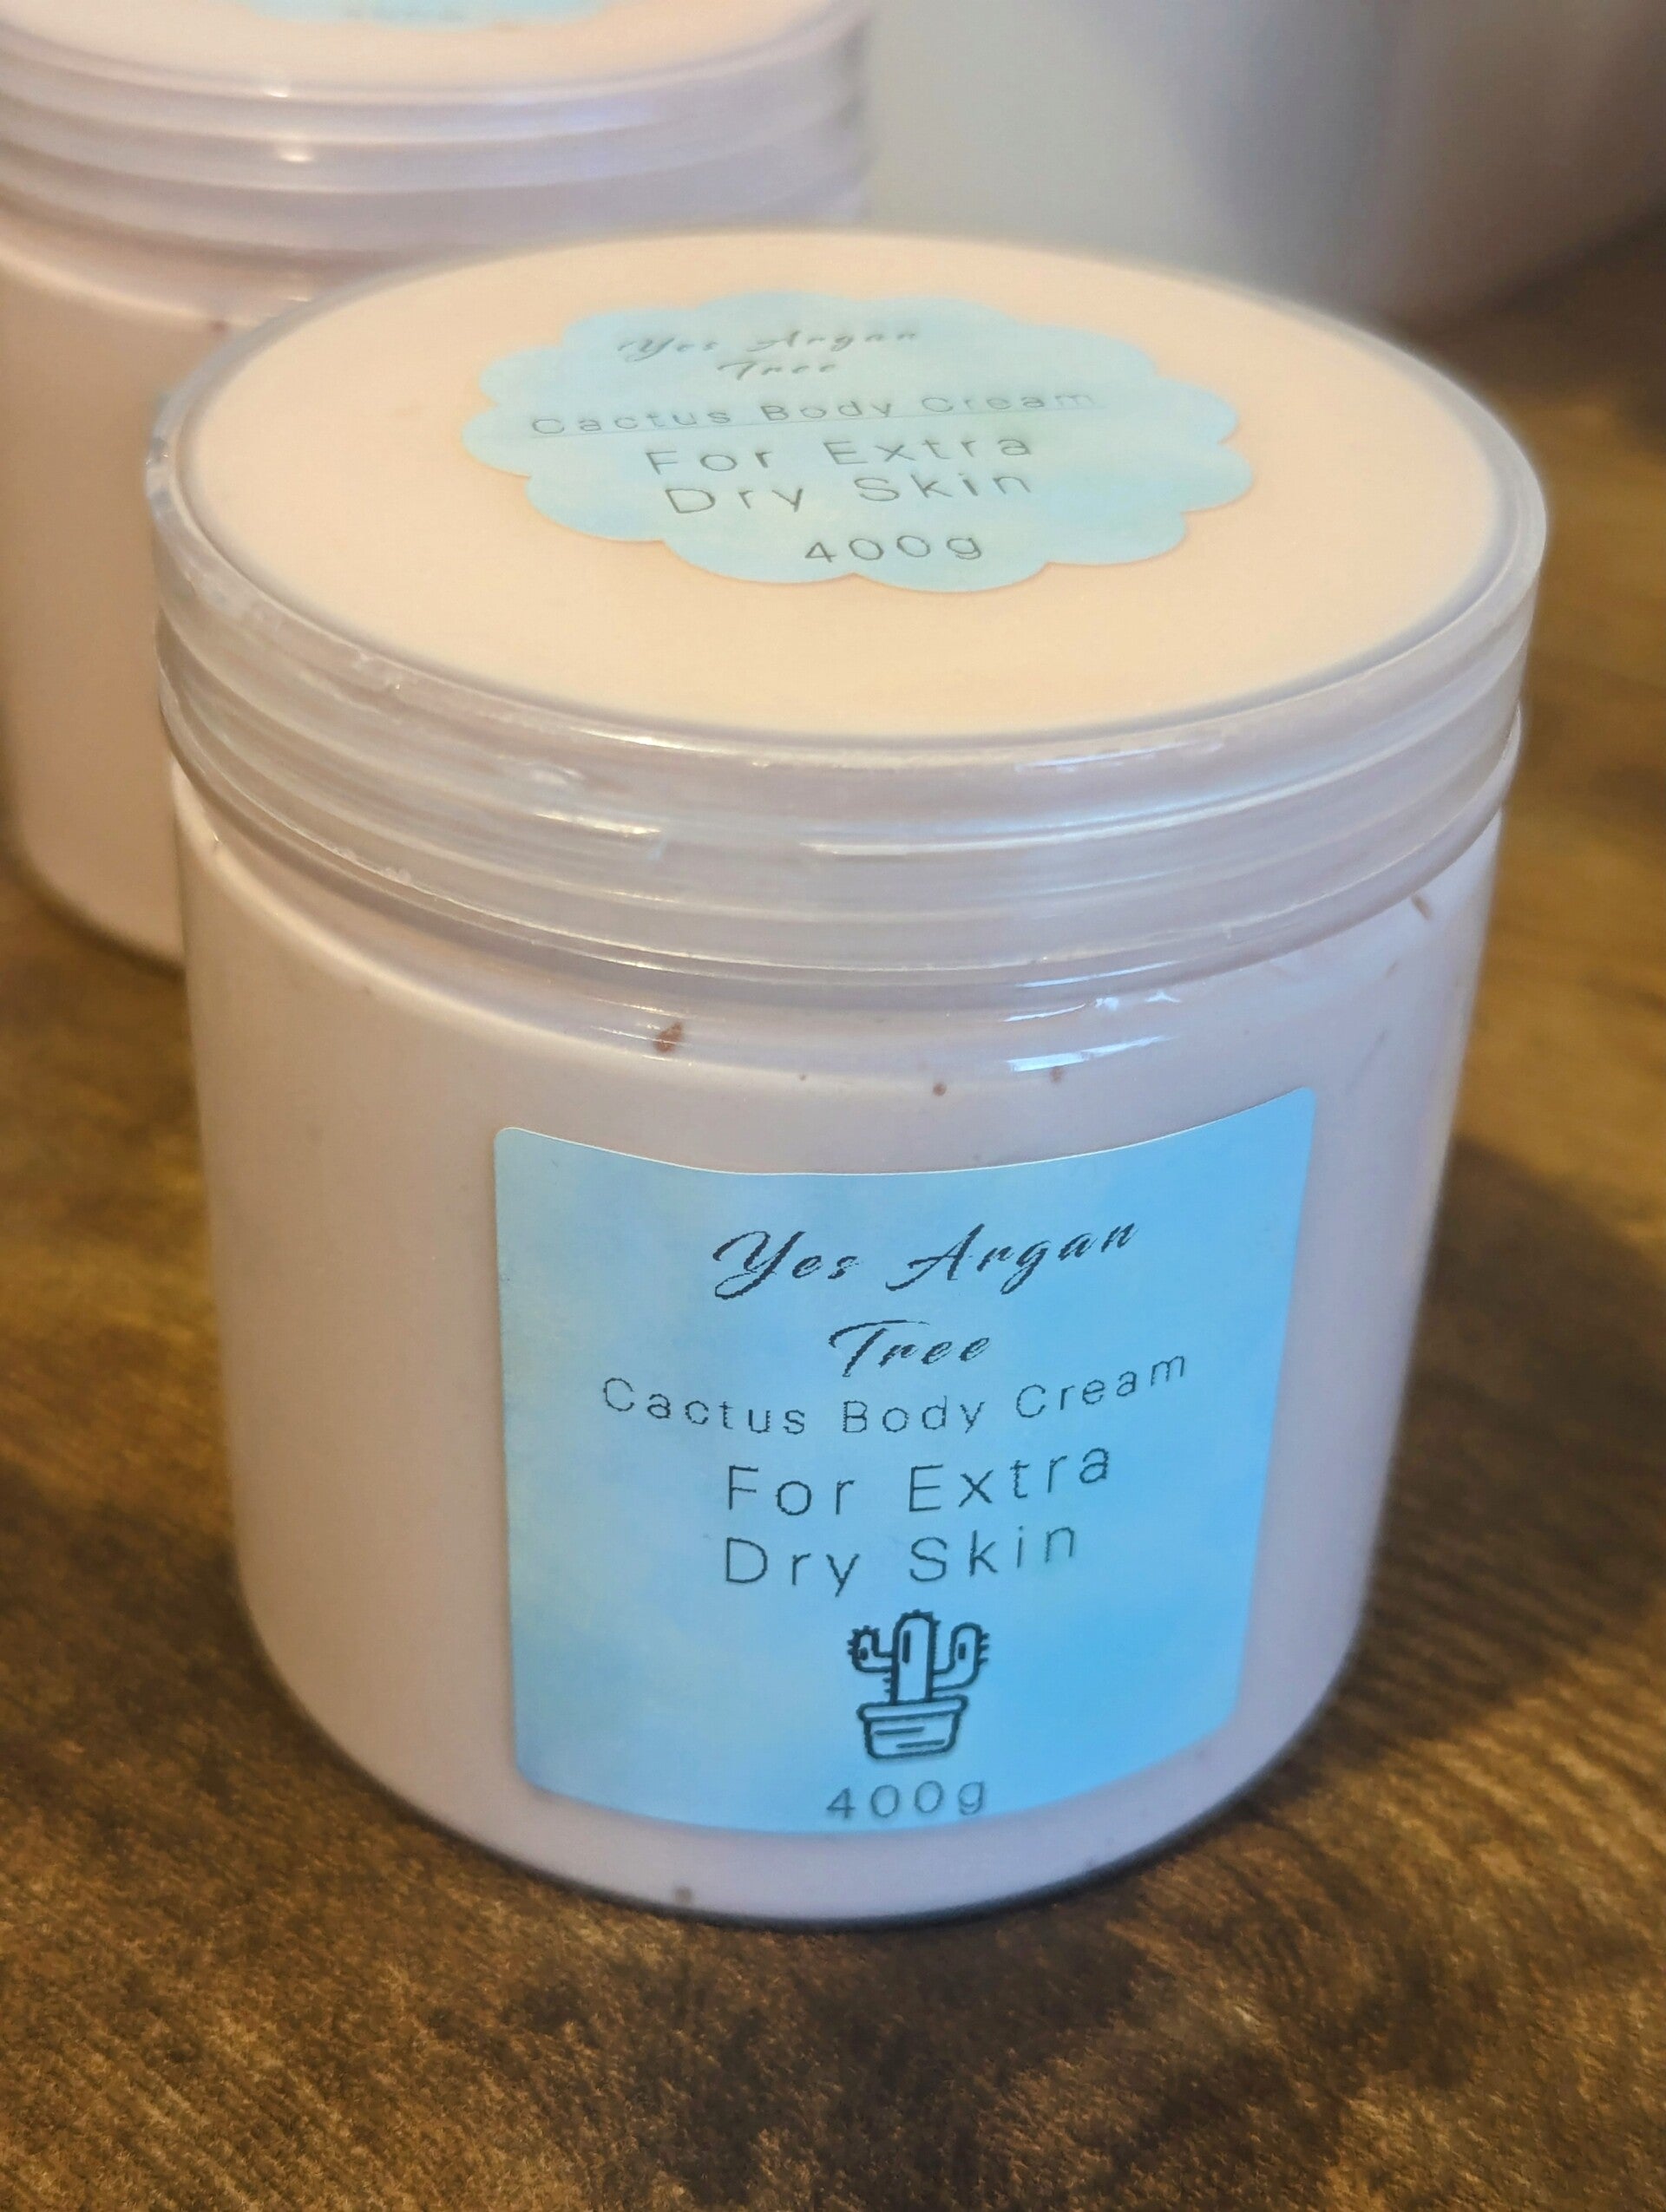 Yes Argan
Tree
Cactus Body Cream
For Extra
Dry Skin
400g
Yes Argan
Tree
Cactus Body Cream
For Extra
Dry Skin
400g